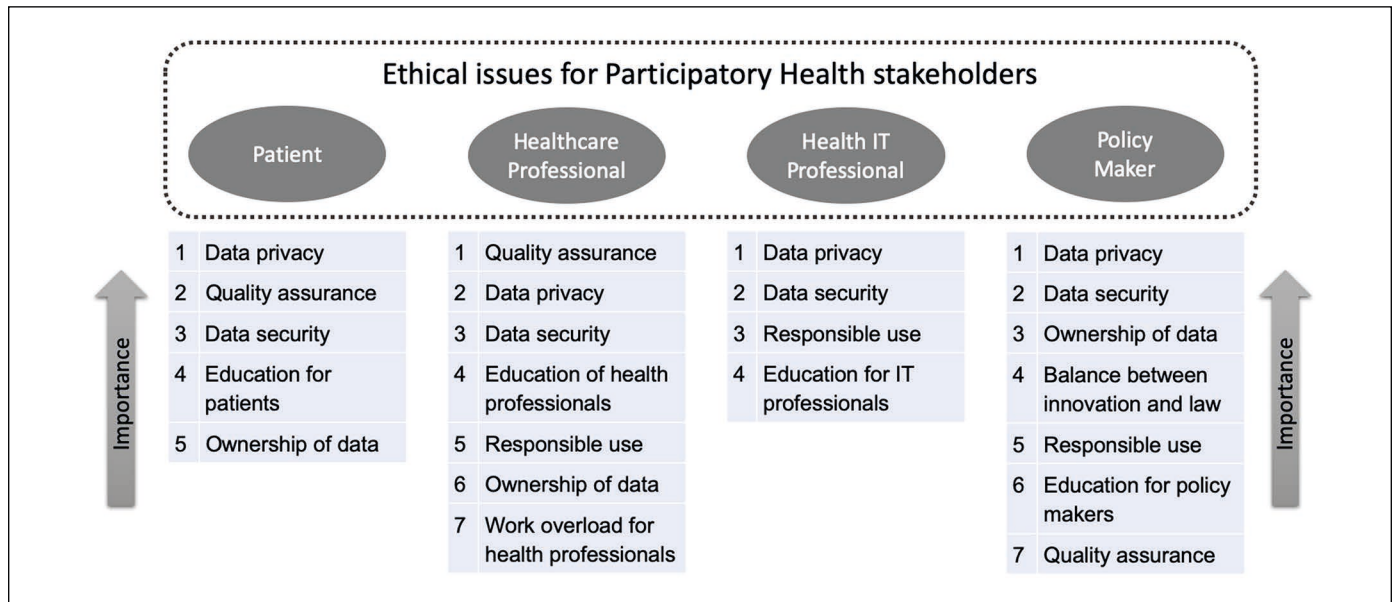 Ethical issues for Participatory Health stakeholders
Patient
Healthcare
Professional
Health IT
Professional
Policy
Maker
Importance
1 Data privacy
2 Quality assurance
3 Data security
4 Education for
patients
5 Ownership of data
1 Quality assurance
2 Data privacy
3 Data security
4 Education of health
professionals
5 Responsible use
6 Ownership of data
7 Work overload for
health professionals
1 Data privacy
2 Data security
3 Responsible use
4 Education for IT
professionals
1 Data privacy
2 Data security
3 Ownership of data
4 Balance between
innovation and law
5 Responsible use
6 Education for policy
makers
7 Quality assurance
Importance